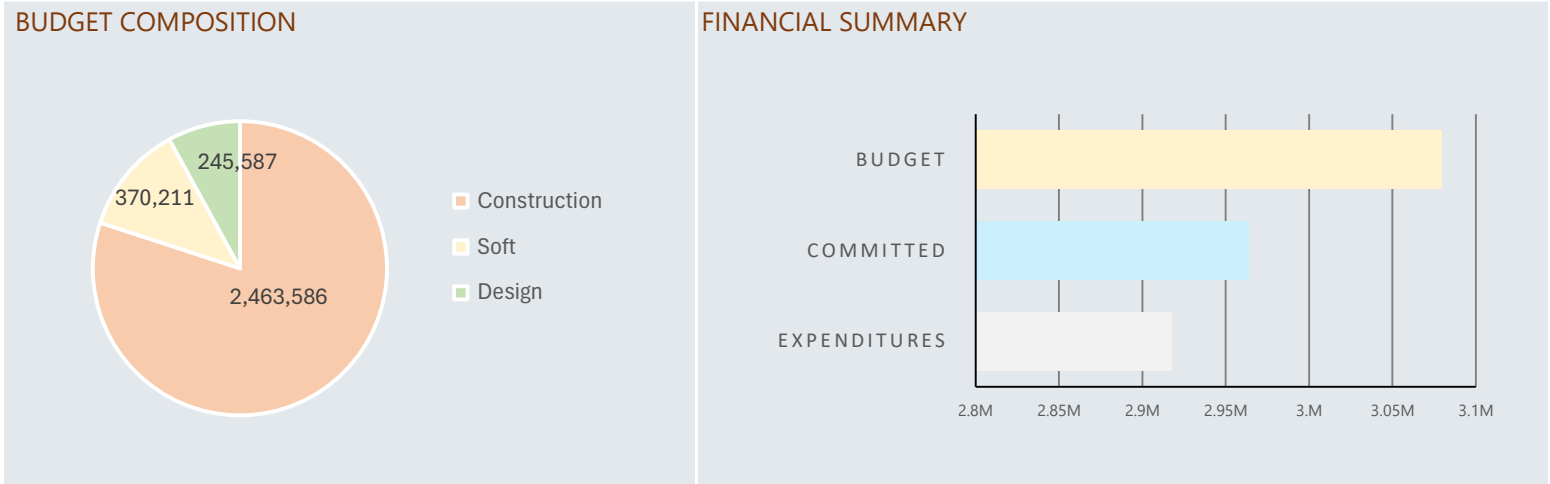 BUDGET COMPOSITION
245,587
370,211
2,463,586
Construction
Soft
Design
FINANCIAL SUMMARY
BUDGET
COMMITTED
EXPENDITURES
2.8M 2.85M 2.9M 2.95M 3.M 3.05M 3.1M